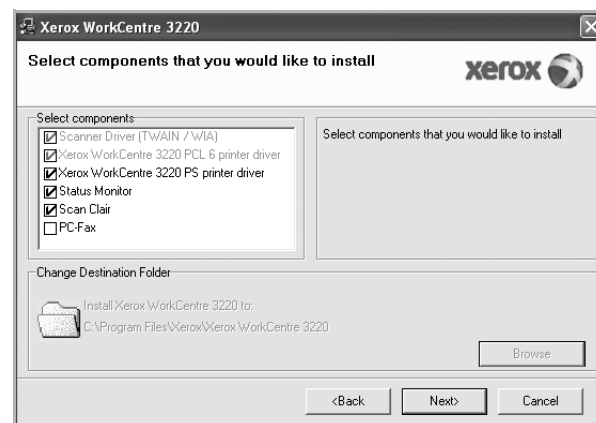 Xerox WorkCentre 3220
Select components that you would like to install
xerox
Select components
Scanner Driver (TWAIN / WIA)
Xerox WorkCentre 3220 PCL 6 printer driver
Xerox WorkCentre 3220 PS printer driver
Status Monitor
Scan Clair
PC-Fax
Select components that you would like to install
Change Destination Folder
Install Xerox WorkCentre 3220 to:
C:\Program Files\Xerox\Xerox WorkCentre 3220
Browse
<Back
Next>
Cancel